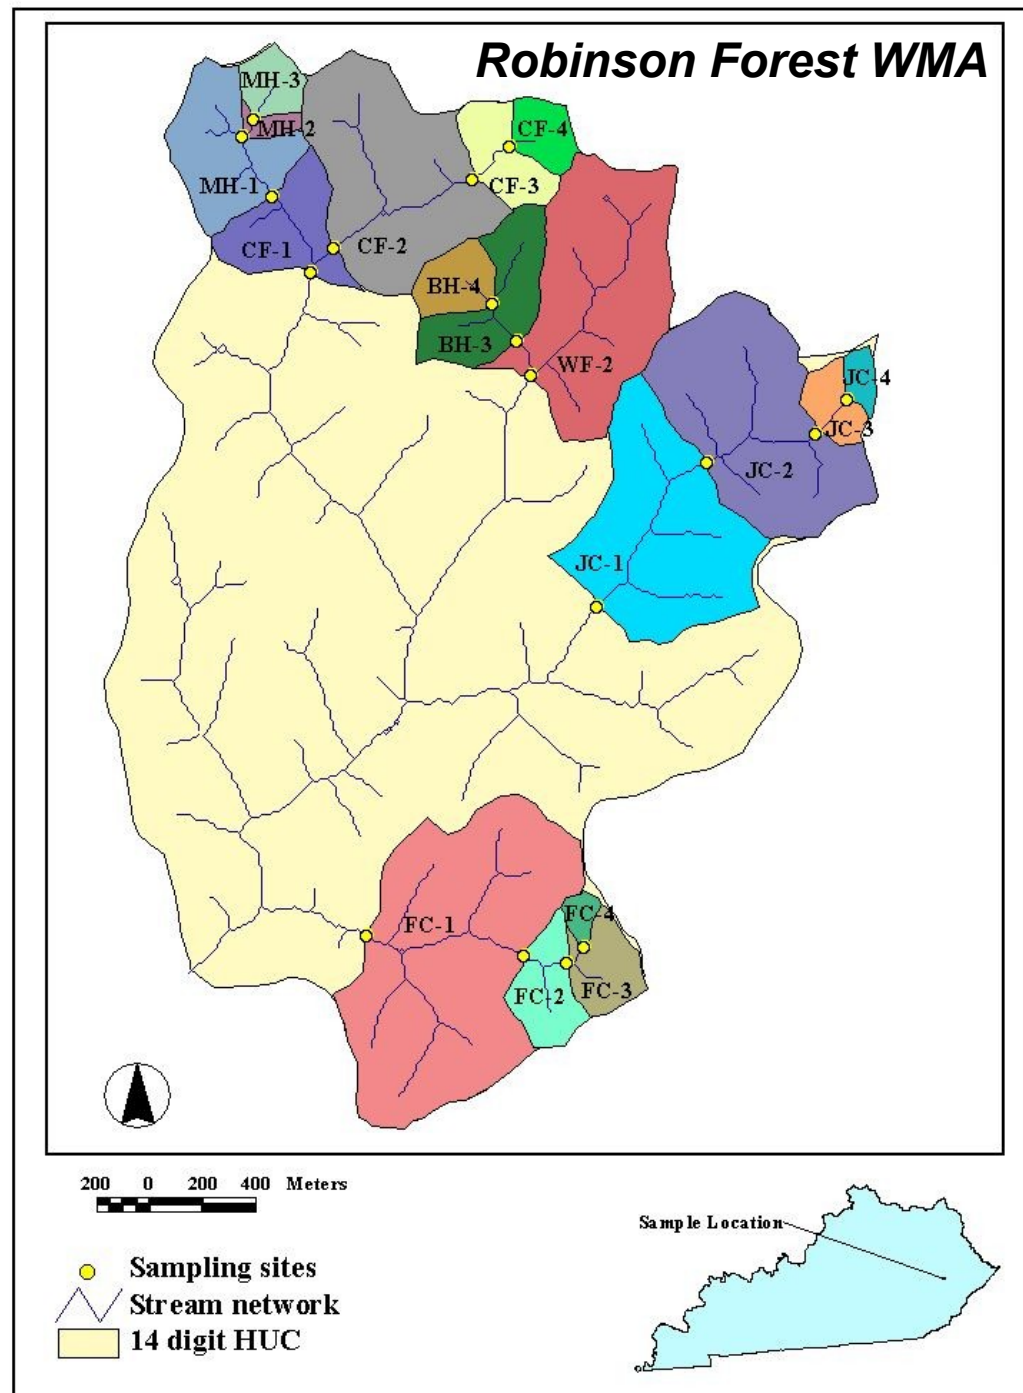 Robinson Forest WMA
MH-3
MH-2
CF-4
CF-3
MH-1
CF-1
CF-2
BH-4
BH-3
WF-2
JC-4
JC-3
JC-2
JC-1
FC-1
FC-4
FC-2
FC-3
200 0 200 400 Meters
Sample Location
Sampling sites
Stream network
14 digit HUC